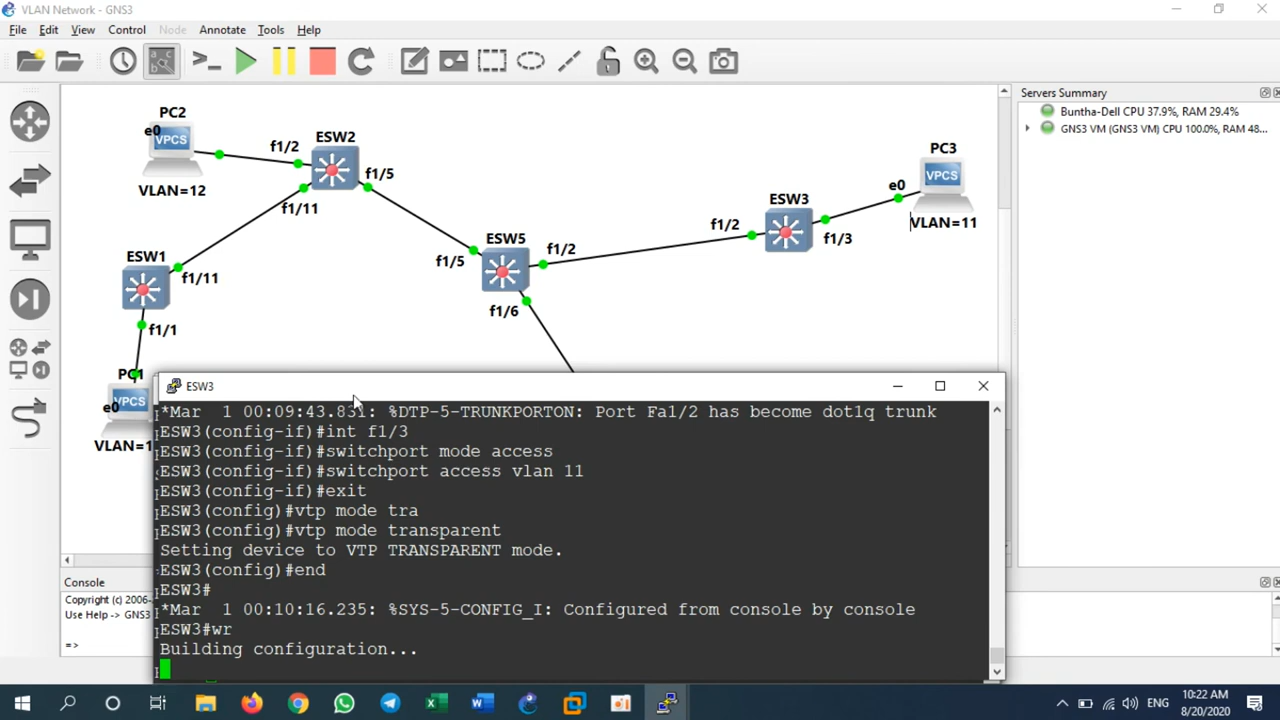 VLAN Network - GNS3
File Edit View Control Node Annotate Tools Help
Servers Summary
Buntha-Dell CPU 37.9%, RAM 29.4%
GNS3 VM (GNS3 VM) CPU 100.0%, RAM 48...
PC2
e0
VPCS
VLAN=12
f1/2
ESW2
f1/5
f1/11
PC3
e0
VPCS
VLAN=11
ESW3
f1/2
f1/3
ESW5
f1/5
f1/2
f1/6
ESW1
f1/11
f1/1
PC1
e0
VPCS
VLAN=1
ESW3
*Mar  1 00:09:43.831: %DTP-5-TRUNKPORTON: Port Fa1/2 has become dot1q trunk
ESW3(config-if)#int f1/3
ESW3(config-if)#switchport mode access
ESW3(config-if)#switchport access vlan 11
ESW3(config-if)#exit
ESW3(config)#vtp mode tra
ESW3(config)#vtp mode transparent
Setting device to VTP TRANSPARENT mode.
ESW3(config)#end
ESW3#
*Mar  1 00:10:16.235: %SYS-5-CONFIG_I: Configured from console by console
ESW3#wr
Building configuration...
Console
Copyright (c) 2006-
Use Help -> GNS3
=>
ENG
10:22 AM
8/20/2020